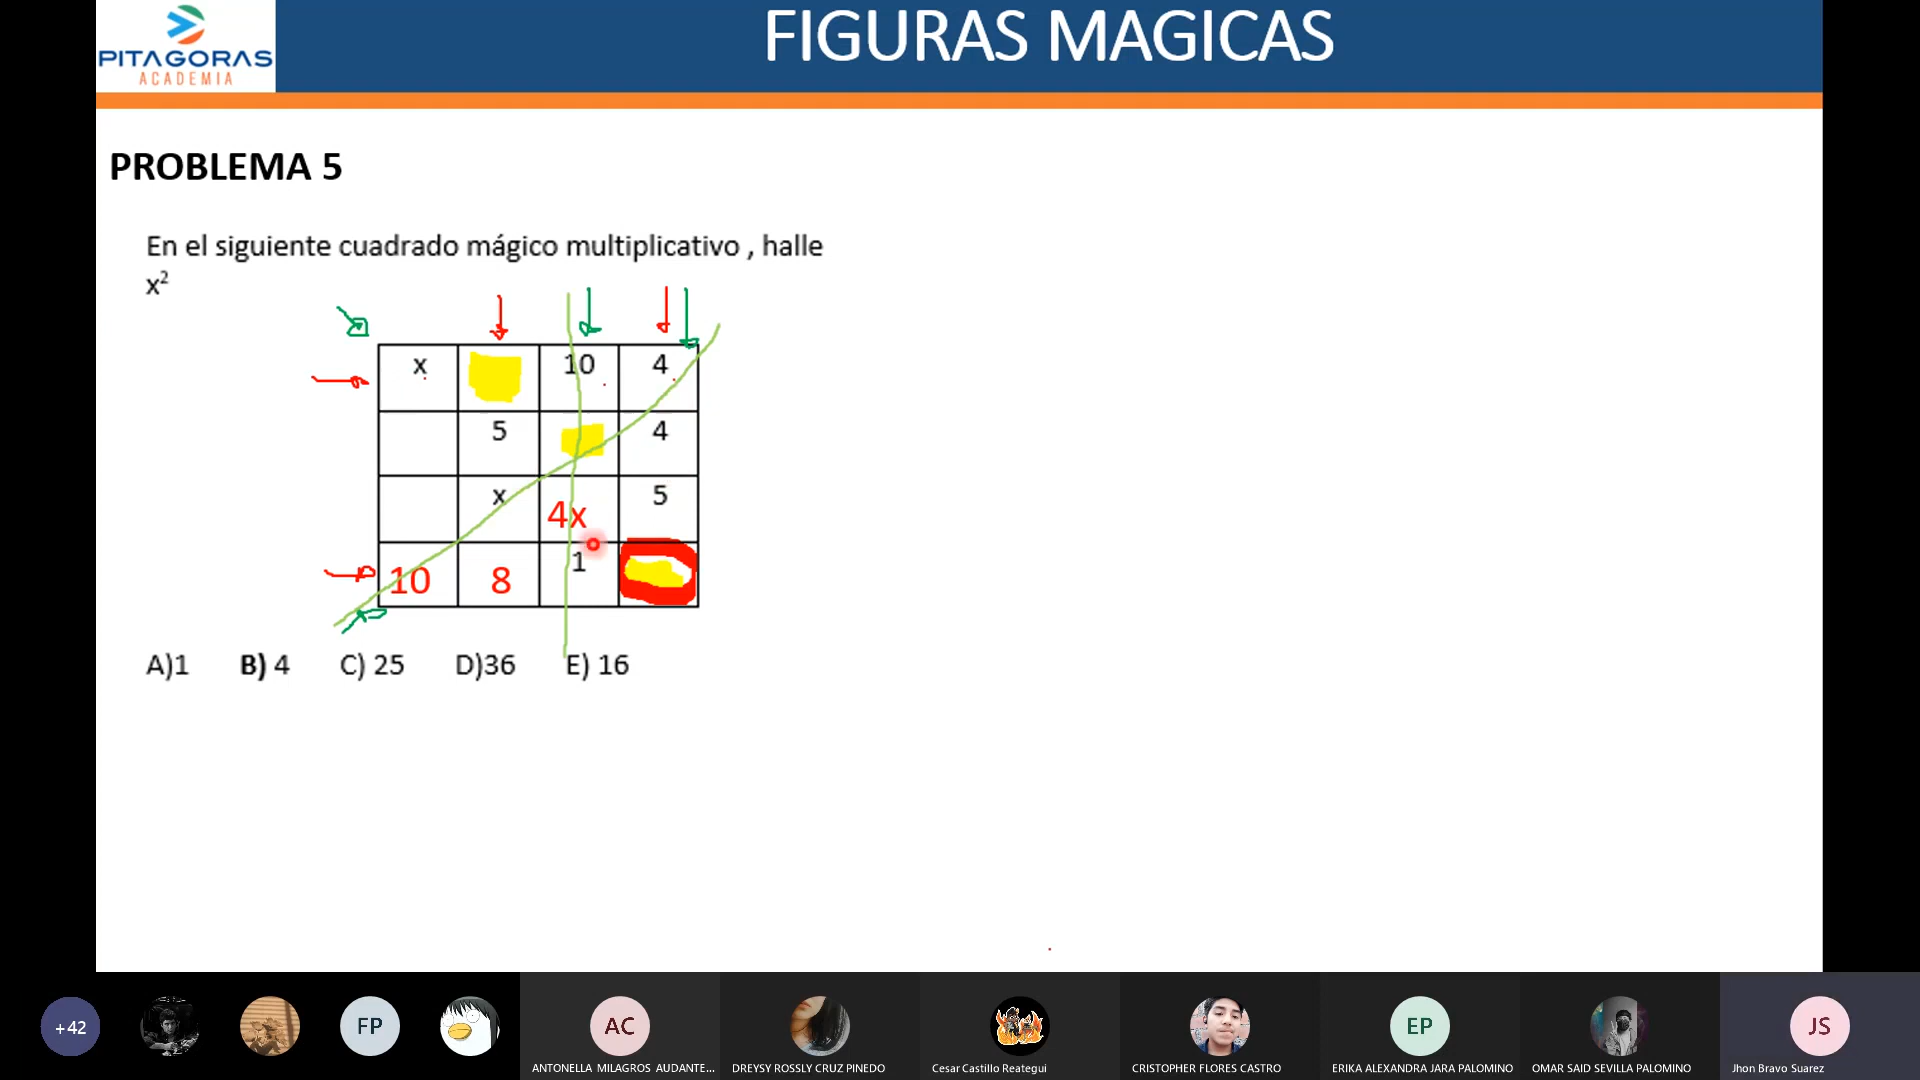 PITAGORAS
ACADEMIA
FIGURAS MAGICAS
PROBLEMA 5
En el siguiente cuadrado mágico multiplicativo , halle
x²
x 10 4
5 4
x 4x 5
10 8 1
A)1 B) 4 C) 25 D)36 E) 16
+42
FP
AC
EP
JS
ANTONELLA MILAGROS AUDANTE...
DREYSY ROSSLY CRUZ PINEDO
Cesar Castillo Reategui
CRISTOPHER FLORES CASTRO
ERIKA ALEXANDRA JARA PALOMINO
OMAR SAID SEVILLA PALOMINO
Jhon Bravo Suarez